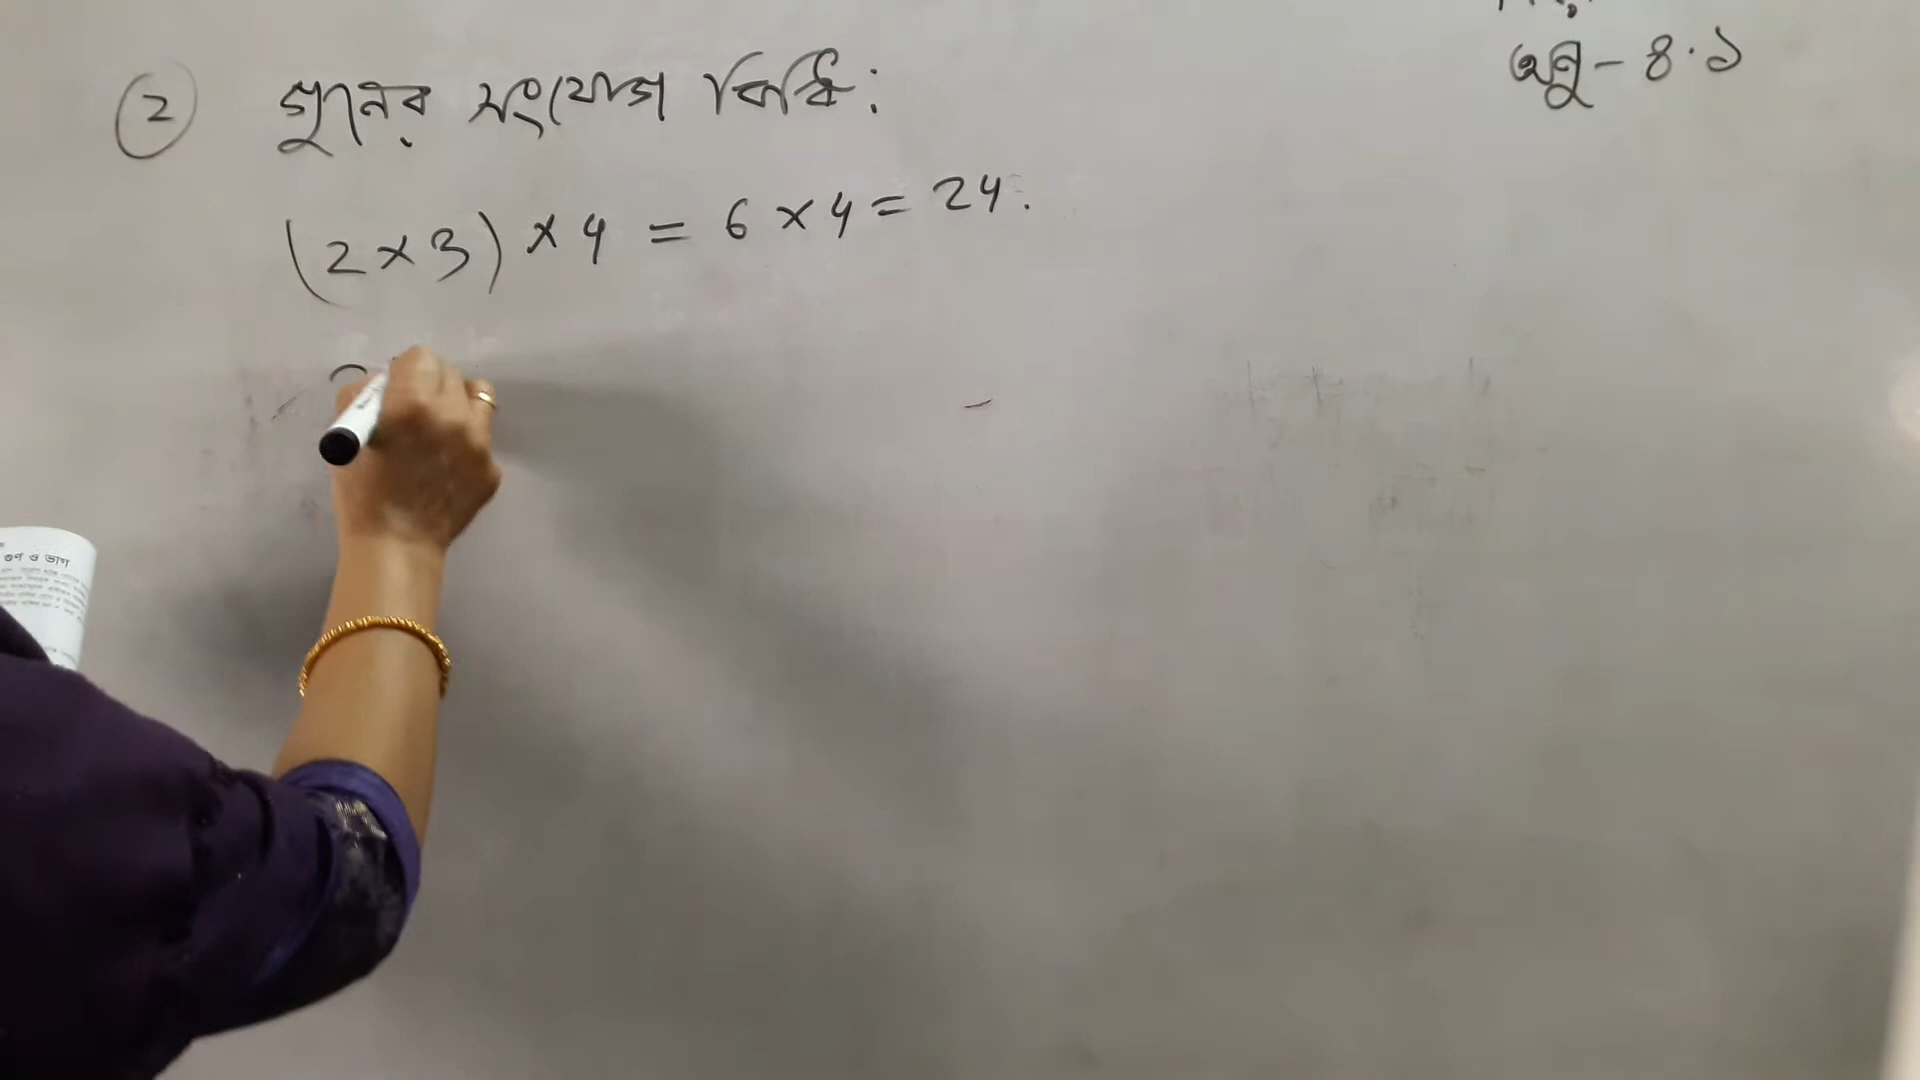 ② গুনের সংযোগ বিধি:
অনু - ৪.১
(2 × 3) × 4 = 6 × 4 = 24.
গুণ ও ভাগ